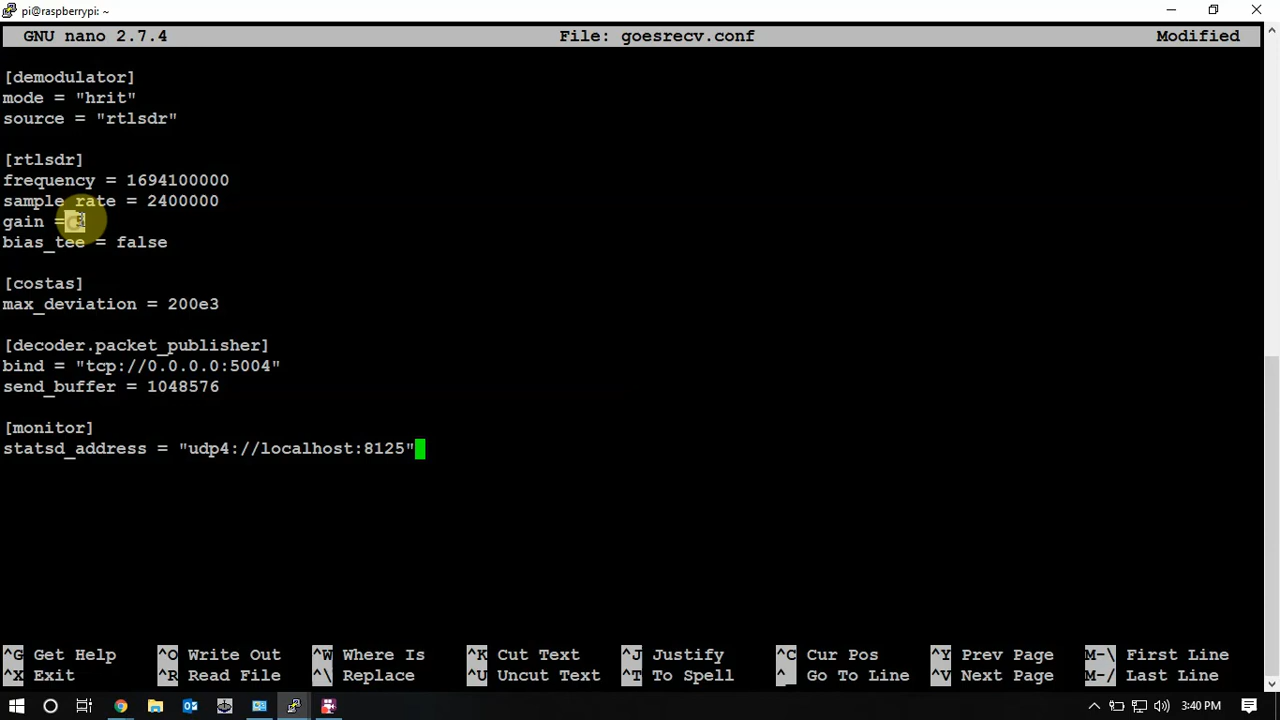 pi@raspberrypi: ~
GNU nano 2.7.4 File: goesrecv.conf Modified
[demodulator]
mode = "hrit"
source = "rtlsdr"
[rtlsdr]
frequency = 1694100000
sample_rate = 2400000
gain =
bias_tee = false
[costas]
max_deviation = 200e3
[decoder.packet_publisher]
bind = "tcp://0.0.0.0:5004"
send_buffer = 1048576
[monitor]
statsd_address = "udp4://localhost:8125"
^G Get Help ^O Write Out ^W Where Is ^K Cut Text ^J Justify ^C Cur Pos ^Y Prev Page M-\ First Line
^X Exit ^R Read File ^\ Replace ^U Uncut Text ^T To Spell ^_ Go To Line ^V Next Page M-/ Last Line
3:40 PM